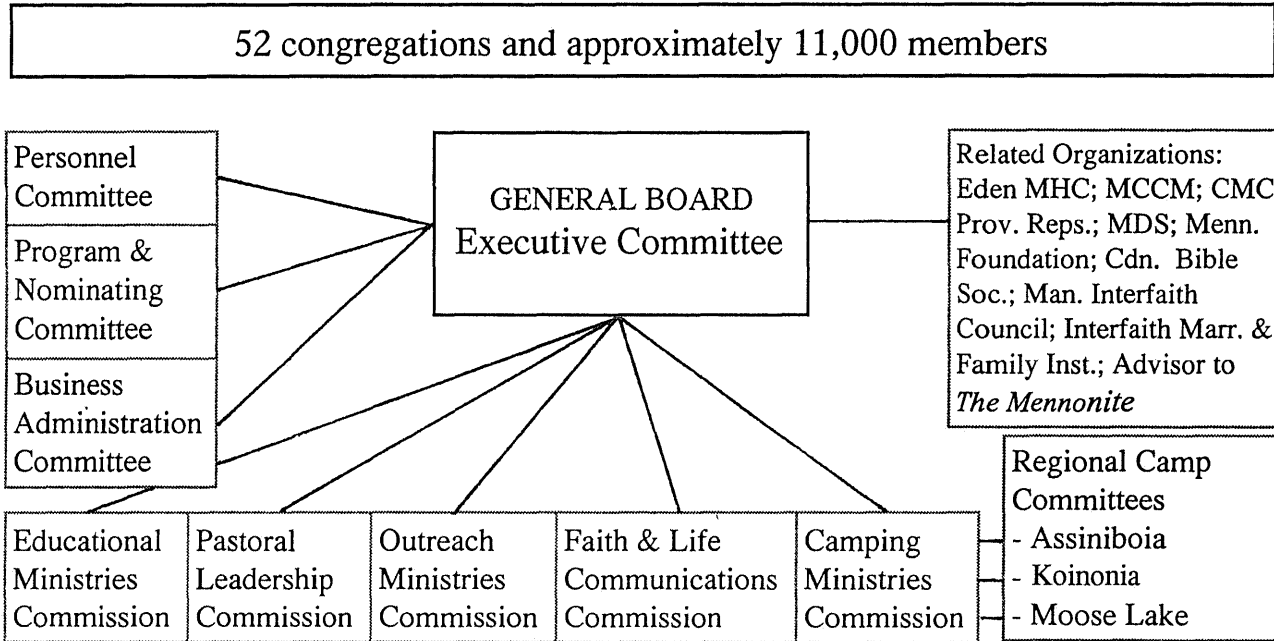 52 congregations and approximately 11,000 members
Personnel
Committee
Program &
Nominating
Committee
Business
Administration
Committee
GENERAL BOARD
Executive Committee
Related Organizations:
Eden MHC; MCCM; CMC
Prov. Reps.; MDS; Menn.
Foundation; Cdn. Bible
Soc.; Man. Interfaith
Council; Interfaith Marr. &
Family Inst.; Advisor to
The Mennonite
Educational
Ministries
Commission
Pastoral
Leadership
Commission
Outreach
Ministries
Commission
Faith & Life
Communications
Commission
Camping
Ministries
Commission
Regional Camp
Committees
- Assiniboia
- Koinonia
- Moose Lake